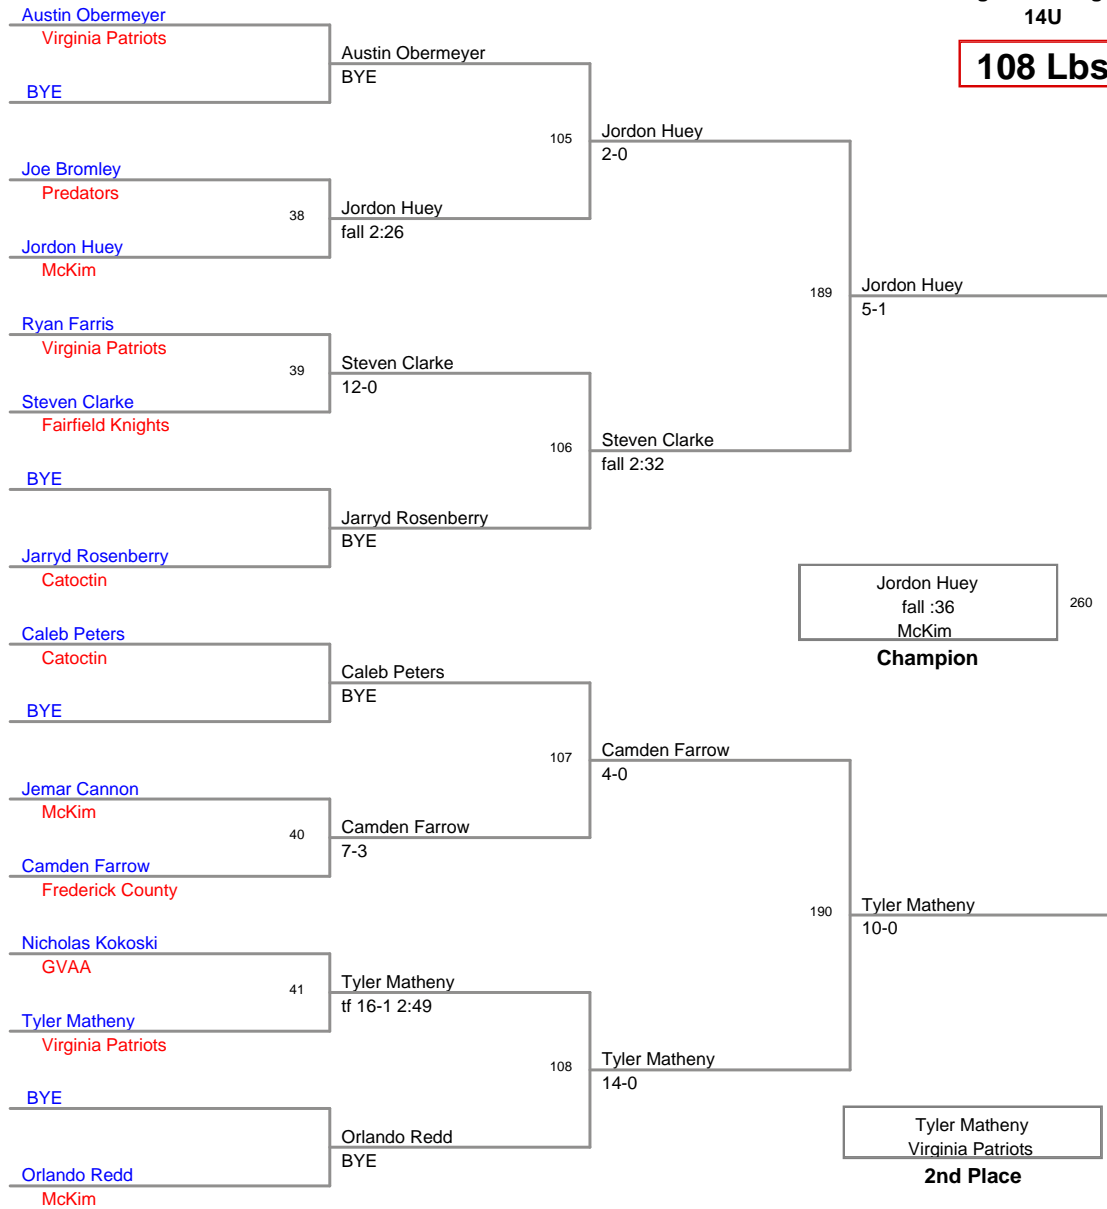 14U
108 Lbs
Austin Obermeyer
Virginia Patriots
BYE
Joe Bromley
Predators
Jordon Huey
McKim
Ryan Farris
Virginia Patriots
Steven Clarke
Fairfield Knights
BYE
Jarryd Rosenberry
Catoctin
Caleb Peters
Catoctin
BYE
Jemar Cannon
McKim
Camden Farrow
Frederick County
Nicholas Kokoski
GVAA
Tyler Matheny
Virginia Patriots
BYE
Orlando Redd
McKim
Austin Obermeyer
BYE
38
Jordon Huey
fall 2:26
39
Steven Clarke
12-0
Jarryd Rosenberry
BYE
Caleb Peters
BYE
40
Camden Farrow
7-3
41
Tyler Matheny
tf 16-1 2:49
Orlando Redd
BYE
105
Jordon Huey
2-0
106
Steven Clarke
fall 2:32
107
Camden Farrow
4-0
108
Tyler Matheny
14-0
189
Jordon Huey
5-1
190
Tyler Matheny
10-0
Jordon Huey
fall :36
McKim
260
Champion
Tyler Matheny
Virginia Patriots
2nd Place